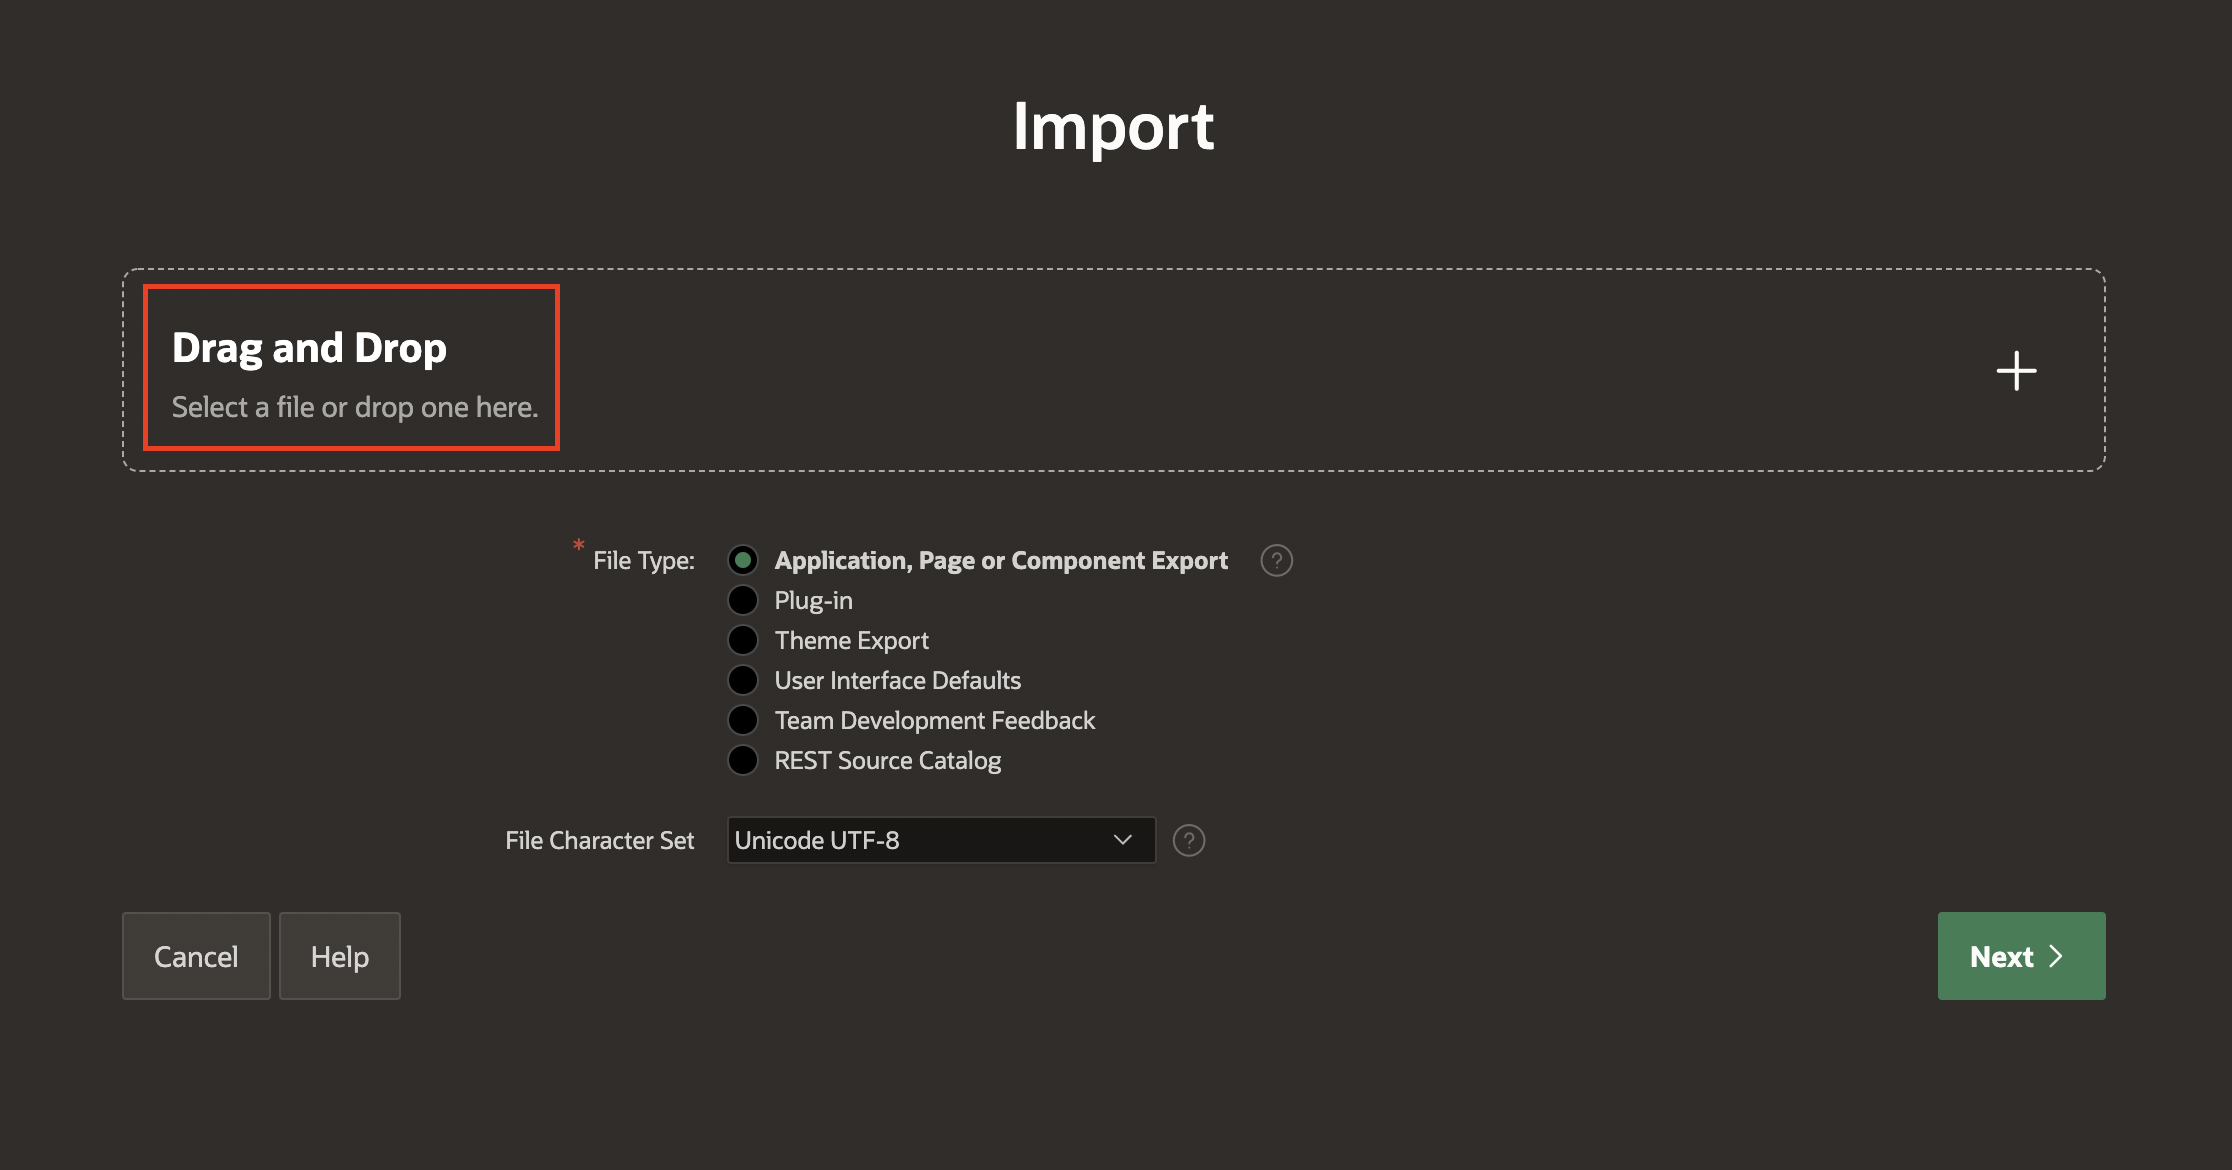 Import
Drag and Drop
Select a file or drop one here.
* File Type:
Application, Page or Component Export ?
Plug-in
Theme Export
User Interface Defaults
Team Development Feedback
REST Source Catalog
File Character Set
Unicode UTF-8 ?
Cancel
Help
Next